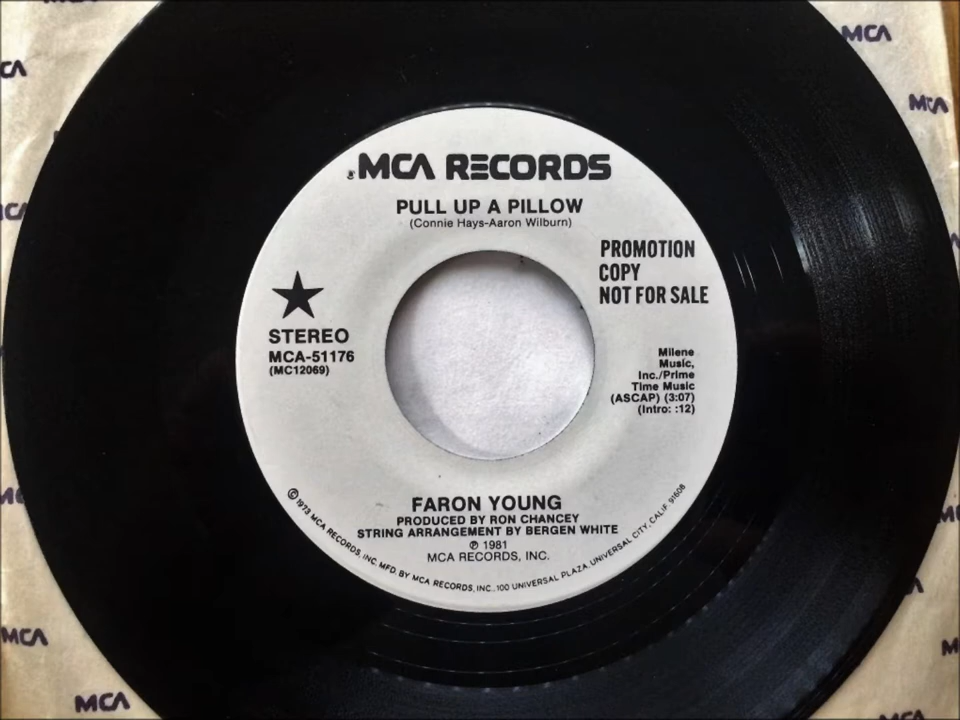 MCA RECORDS
PULL UP A PILLOW
(Connie Hays-Aaron Wilburn)
PROMOTION
COPY
NOT FOR SALE
STEREO
MCA-51176
(MC12069)
Milene
Music,
Inc./Prime
Time Music
(ASCAP) (3:07)
(Intro: :12)
FARON YOUNG
PRODUCED BY RON CHANCEY
STRING ARRANGEMENT BY BERGEN WHITE
℗ 1981
MCA RECORDS, INC.
© 1973 MCA RECORDS, INC. MFD. BY MCA RECORDS, INC., 100 UNIVERSAL PLAZA, UNIVERSAL CITY, CALIF. 91608
MCA
MCA
MCA
MCA